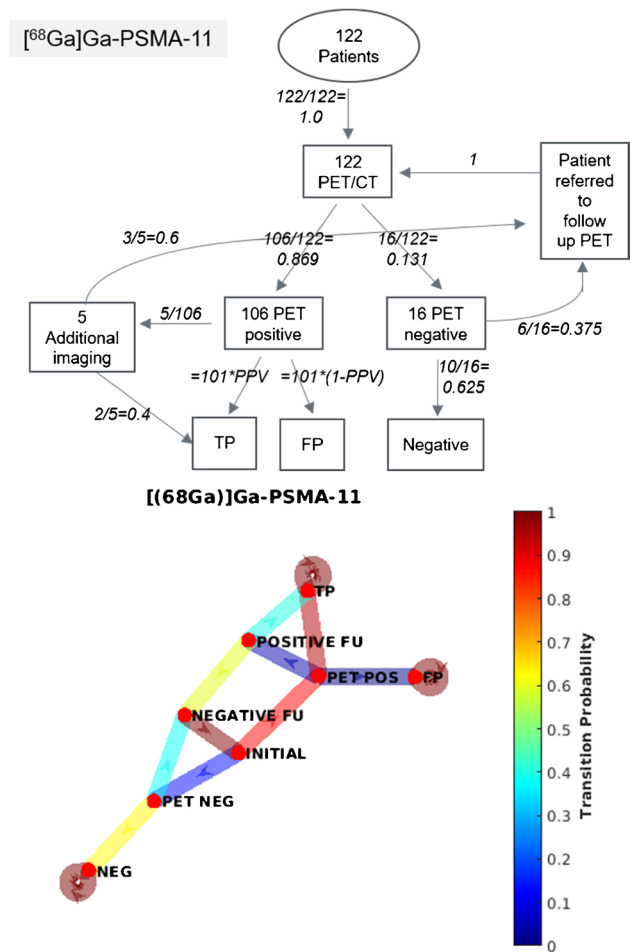 [⁶⁸Ga]Ga-PSMA-11
122
Patients
122/122=
1.0
122
PET/CT
1
Patient
referred
to
follow
up PET
3/5=0.6
106/122=
0.869
16/122=
0.131
5
Additional
imaging
5/106
106 PET
positive
16 PET
negative
6/16=0.375
=101*PPV
=101*(1-PPV)
10/16=
0.625
2/5=0.4
TP
FP
Negative
[(68Ga)]Ga-PSMA-11
TP
POSITIVE FU
PET POS
FP
NEGATIVE FU
INITIAL
PET NEG
NEG
1
0.9
0.8
0.7
0.6
0.5
0.4
0.3
0.2
0.1
0
Transition Probability